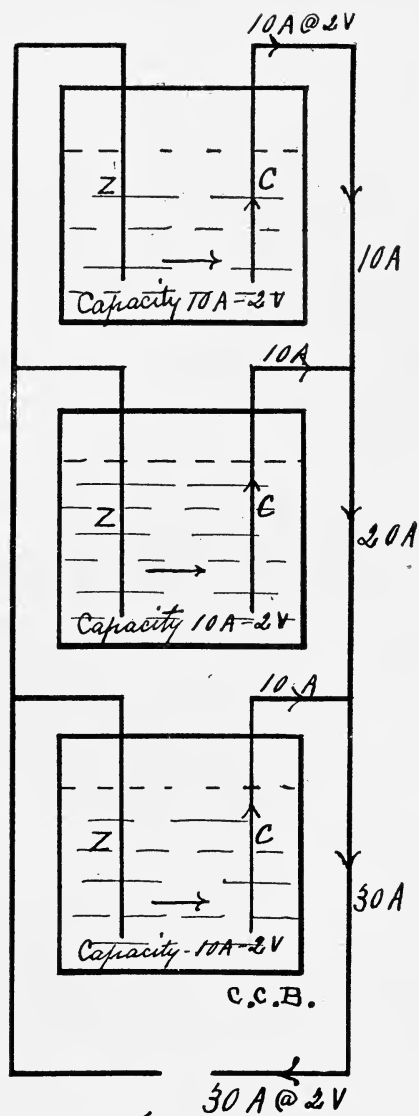 10A @ 2V
Z C
10A
Capacity 10A = 2V
10A
Z C
20A
Capacity 10A = 2V
10A
Z C
30A
Capacity - 10A = 2V
C.C.B.
30A @ 2V